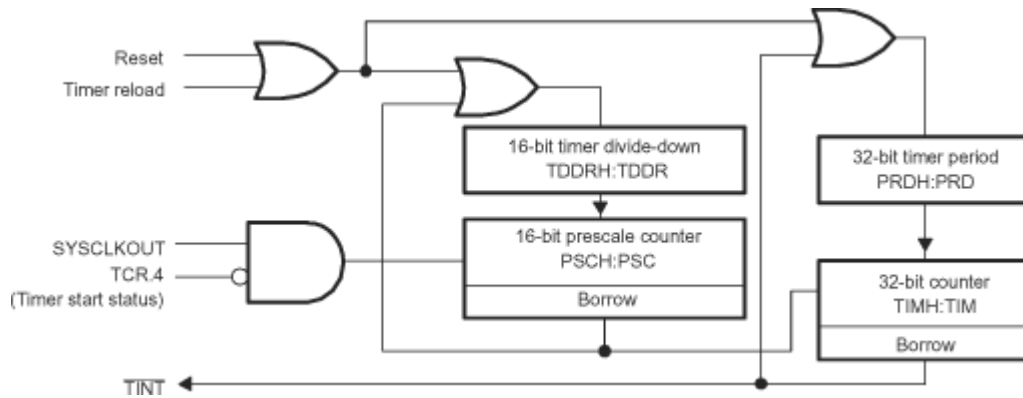 Reset
Timer reload
16-bit timer divide-down
TDDRH:TDDR
32-bit timer period
PRDH:PRD
SYSCLKOUT
TCR.4
(Timer start status)
16-bit prescale counter
PSCH:PSC
Borrow
32-bit counter
TIMH:TIM
Borrow
TINT